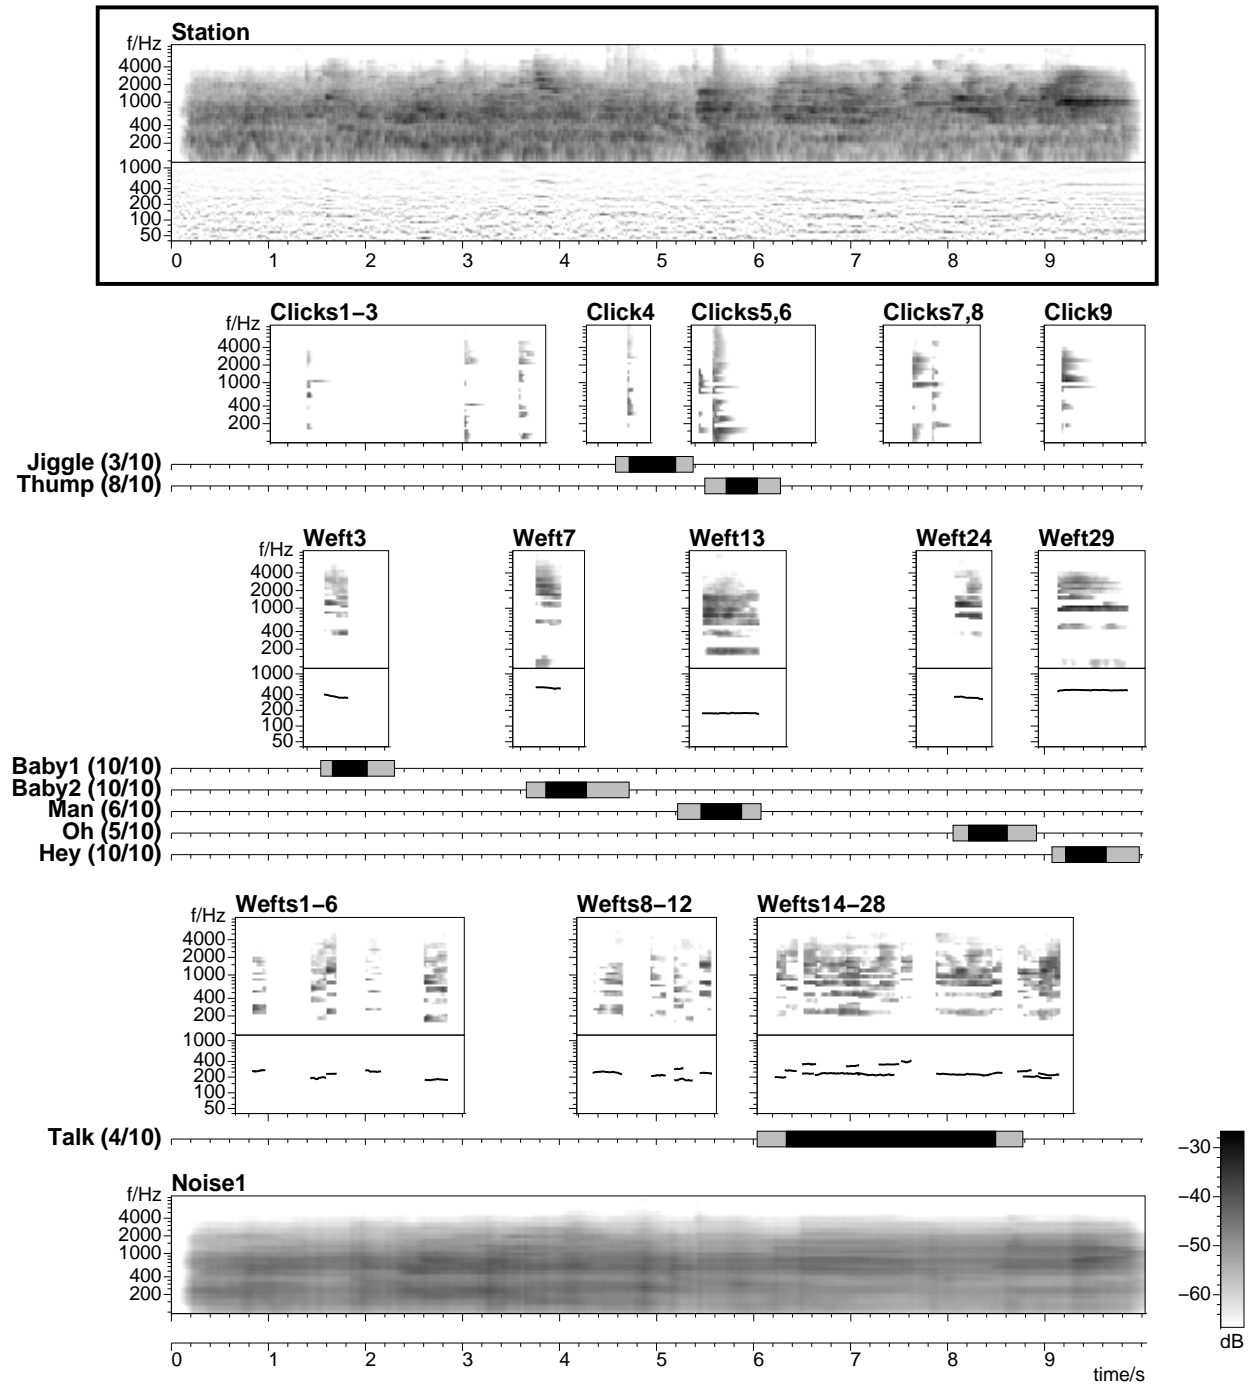 Station
f/Hz
4000
2000
1000
400
200
1000
400
200
100
50
0 1 2 3 4 5 6 7 8 9
Clicks1–3 Click4 Clicks5,6 Clicks7,8 Click9
f/Hz
4000
2000
1000
400
200
Jiggle (3/10)
Thump (8/10)
Weft3 Weft7 Weft13 Weft24 Weft29
f/Hz
4000
2000
1000
400
200
1000
400
200
100
50
Baby1 (10/10)
Baby2 (10/10)
Man (6/10)
Oh (5/10)
Hey (10/10)
Wefts1–6 Wefts8–12 Wefts14–28
f/Hz
4000
2000
1000
400
200
1000
400
200
100
50
Talk (4/10)
Noise1
f/Hz
4000
2000
1000
400
200
0 1 2 3 4 5 6 7 8 9
time/s
–30
–40
–50
–60
dB